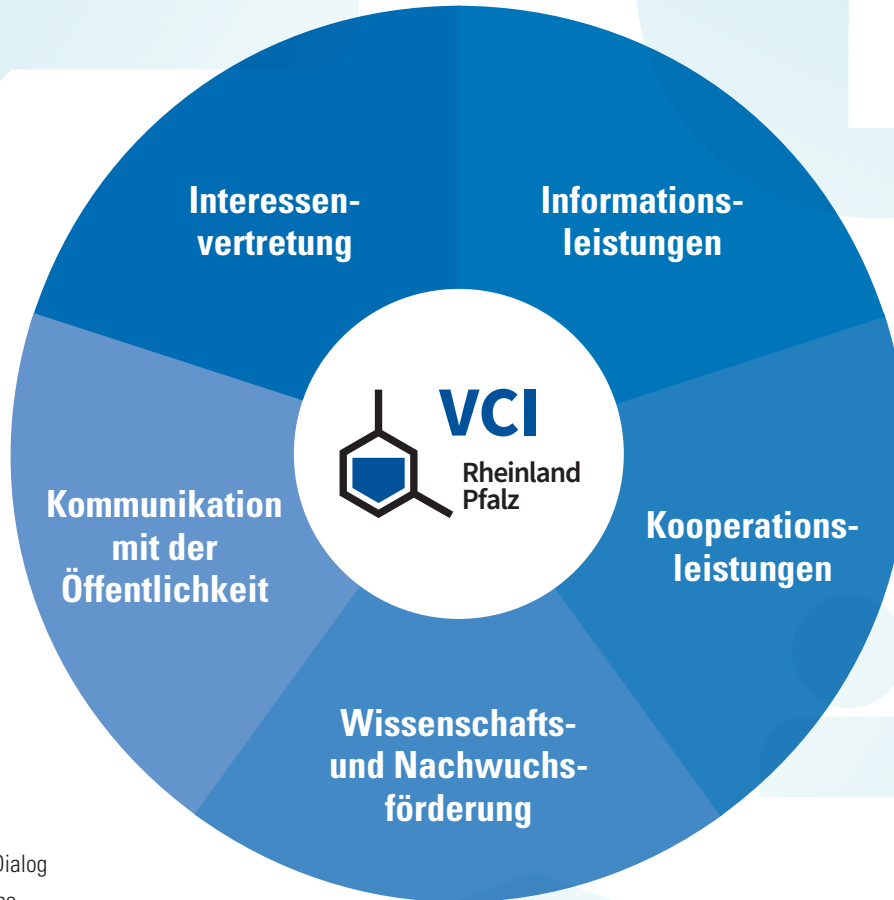 Interessen-
vertretung
Informations-
leistungen
VCI
Rheinland
Pfalz
Kommunikation
mit der
Öffentlichkeit
Kooperations-
leistungen
Wissenschafts-
und Nachwuchs-
förderung
Dialog